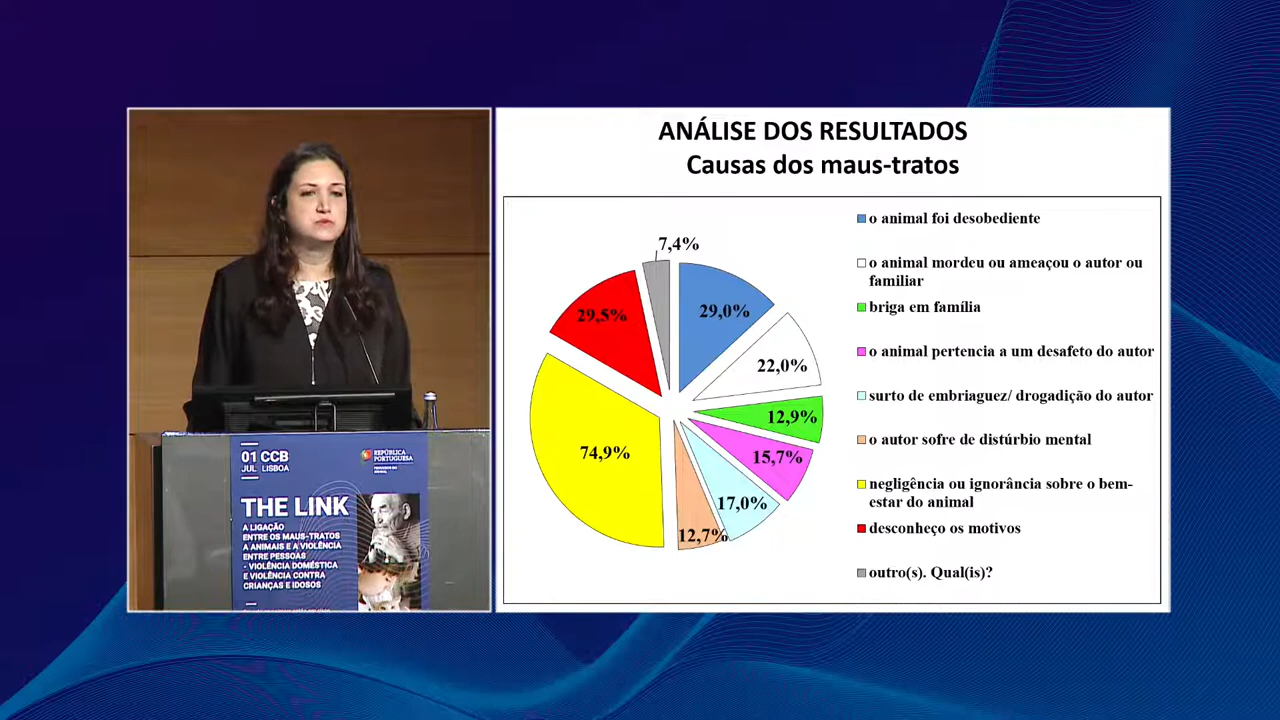 ANÁLISE DOS RESULTADOS
Causas dos maus-tratos
7,4%
29,0%
22,0%
12,9%
15,7%
17,0%
12,7%
74,9%
29,5%
o animal foi desobediente
o animal mordeu ou ameaçou o autor ou
familiar
briga em família
o animal pertencia a um desafeto do autor
surto de embriaguez/ drogadição do autor
o autor sofre de distúrbio mental
negligência ou ignorância sobre o bem-
estar do animal
desconheço os motivos
outro(s). Qual(is)?
01 CCB
JUL LISBOA
REPÚBLICA
PORTUGUESA
THE LINK
A LIGAÇÃO
ENTRE OS MAUS-TRATOS
A ANIMAIS E A VIOLÊNCIA
ENTRE PESSOAS
- VIOLÊNCIA DOMÉSTICA
E VIOLÊNCIA CONTRA
CRIANÇAS E IDOSOS